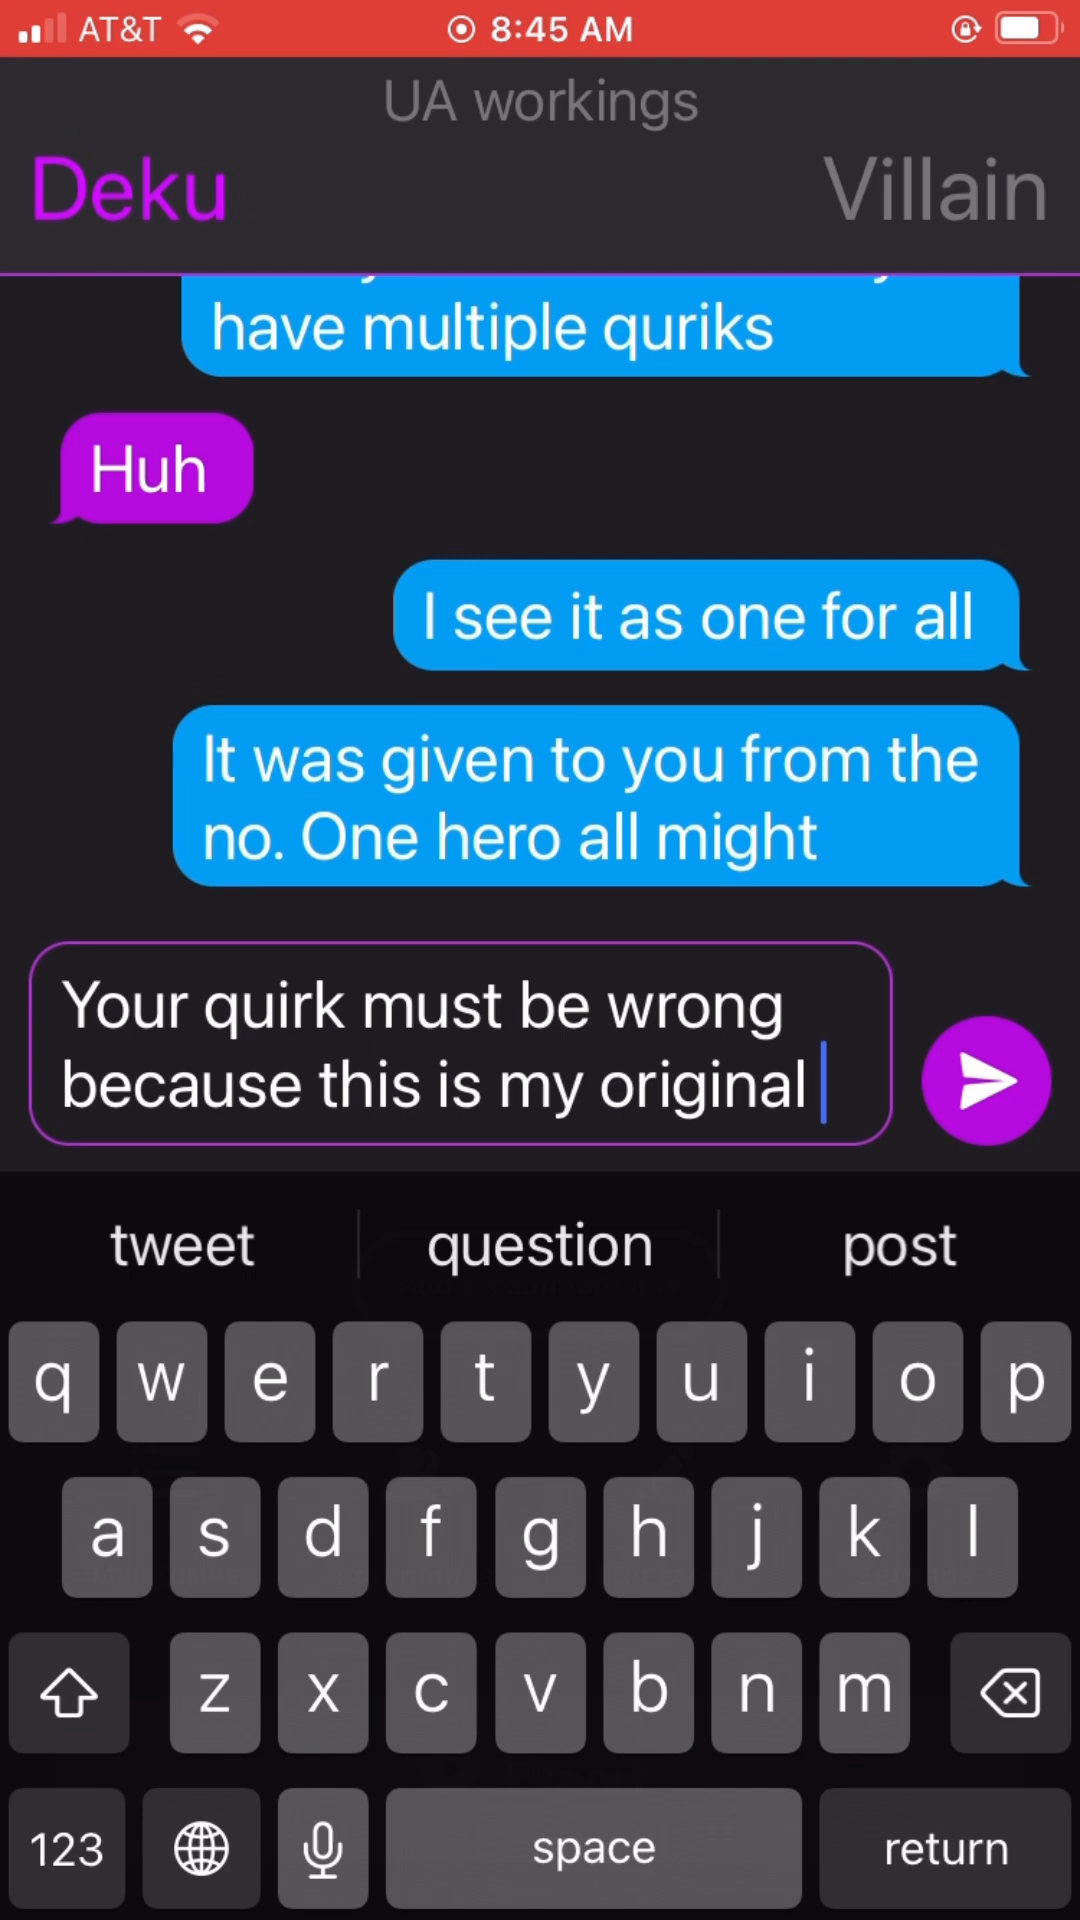 AT&T 8:45 AM
UA workings
Deku Villain
have multiple quriks
Huh
I see it as one for all
It was given to you from the
no. One hero all might
Your quirk must be wrong
because this is my original
tweet question post
q w e r t y u i o p
a s d f g h j k l
z x c v b n m
123 space return